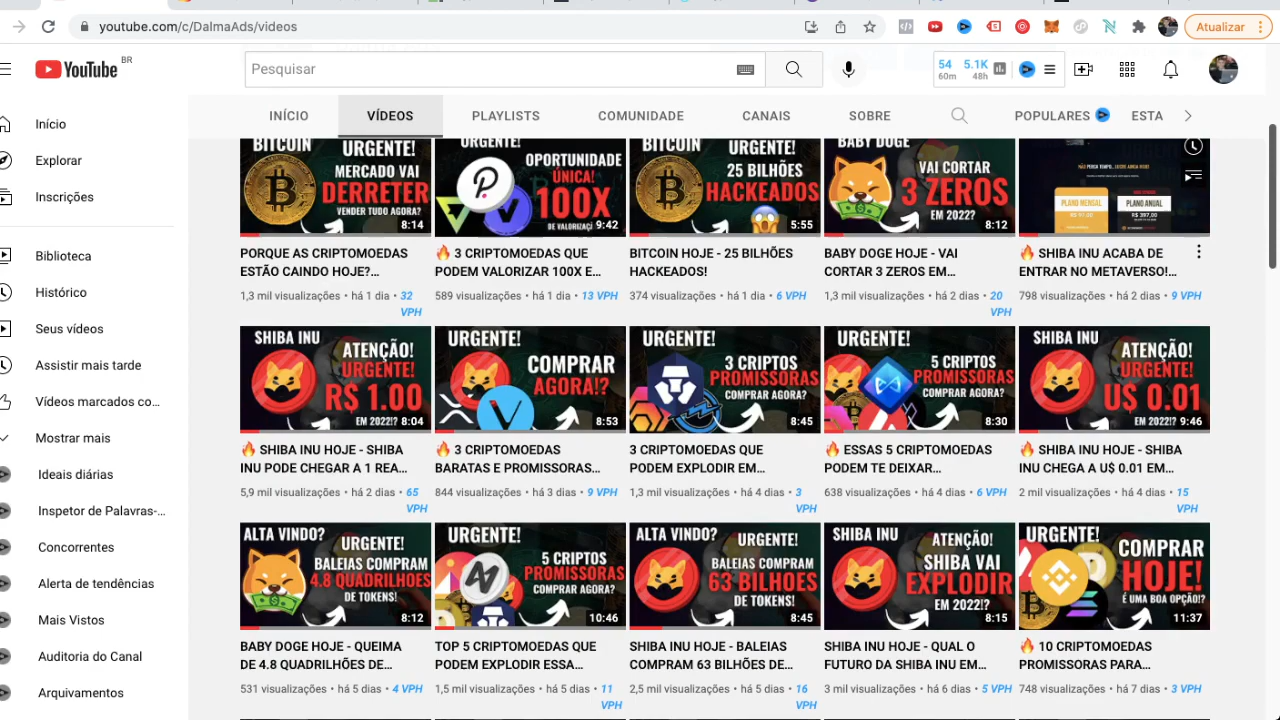 youtube.com/c/DalmaAds/videos
Atualizar
YouTube BR
Pesquisar
54 5.1K
60m 48h
INÍCIO VÍDEOS PLAYLISTS COMUNIDADE CANAIS SOBRE POPULARES ESTA
Início
Explorar
Inscrições
Biblioteca
Histórico
Seus vídeos
Assistir mais tarde
Vídeos marcados co...
Mostrar mais
Ideais diárias
Inspetor de Palavras-...
Concorrentes
Alerta de tendências
Mais Vistos
Auditoria do Canal
Arquivamentos
BITCOIN URGENTE!
MERCADO VAI
DERRETER
VENDER TUDO AGORA?
8:14
PORQUE AS CRIPTOMOEDAS
ESTÃO CAINDO HOJE?...
1,3 mil visualizações • há 1 dia • 32
VPH
URGENTE!
OPORTUNIDADE
ÚNICA!
100X
9:42
🔥 3 CRIPTOMOEDAS QUE
PODEM VALORIZAR 100X E...
589 visualizações • há 1 dia • 13 VPH
BITCOIN URGENTE!
25 BILHÕES
HACKEADOS
5:55
BITCOIN HOJE - 25 BILHÕES
HACKEADOS!
374 visualizações • há 1 dia • 6 VPH
BABY DOGE
VAI CORTAR
3 ZEROS
EM 2022?
8:12
BABY DOGE HOJE - VAI
CORTAR 3 ZEROS EM...
1,3 mil visualizações • há 2 dias •
20
VPH
PLANO MENSAL PLANO ANUAL
🔥 SHIBA INU ACABA DE
ENTRAR NO METAVERSO!...
798 visualizações • há 2 dias • 9 VPH
SHIBA INU
ATENÇÃO!
URGENTE!
R$ 1.00
EM 2022!?
8:04
🔥 SHIBA INU HOJE - SHIBA
INU PODE CHEGAR A 1 REA...
5,9 mil visualizações • há 2 dias • 65
VPH
URGENTE!
COMPRAR
AGORA!?
8:53
🔥 3 CRIPTOMOEDAS
BARATAS E PROMISSORAS...
844 visualizações • há 3 dias • 9 VPH
URGENTE!
3 CRIPTOS
PROMISSORAS
COMPRAR AGORA?
8:45
3 CRIPTOMOEDAS QUE
PODEM EXPLODIR EM...
1,3 mil visualizações • há 4 dias • 3
VPH
URGENTE!
5 CRIPTOS
PROMISSORAS
COMPRAR AGORA?
8:30
🔥 ESSAS 5 CRIPTOMOEDAS
PODEM TE DEIXAR...
638 visualizações • há 4 dias • 6 VPH
SHIBA INU
ATENÇÃO!
URGENTE!
U$ 0.01
EM 2022!?
9:46
🔥 SHIBA INU HOJE - SHIBA
INU CHEGA A U$ 0.01 EM...
2 mil visualizações • há 4 dias •
15
VPH
ALTA VINDO?
URGENTE!
BALEIAS COMPRAM
4.8 QUADRILHOES
DE TOKENS!
8:12
BABY DOGE HOJE - QUEIMA
DE 4.8 QUADRILHÕES DE...
531 visualizações • há 5 dias • 4 VPH
URGENTE!
5 CRIPTOS
PROMISSORAS
COMPRAR AGORA?
10:46
TOP 5 CRIPTOMOEDAS QUE
PODEM EXPLODIR ESSA...
1,5 mil visualizações • há 5 dias • 11
VPH
ALTA VINDO?
URGENTE!
BALEIAS COMPRAM
63 BILHOES
DE TOKENS!
8:45
SHIBA INU HOJE - BALEIAS
COMPRAM 63 BILHÕES DE...
2,5 mil visualizações • há 5 dias • 16
VPH
SHIBA INU
ATENÇÃO!
SHIBA VAI
EXPLODIR
EM 2022!?
8:15
SHIBA INU HOJE - QUAL O
FUTURO DA SHIBA INU EM...
3 mil visualizações • há 6 dias • 5 VPH
URGENTE!
COMPRAR
HOJE!
É UMA BOA OPÇÃO!?
11:37
🔥 10 CRIPTOMOEDAS
PROMISSORAS PARA...
748 visualizações • há 7 dias • 3 VPH